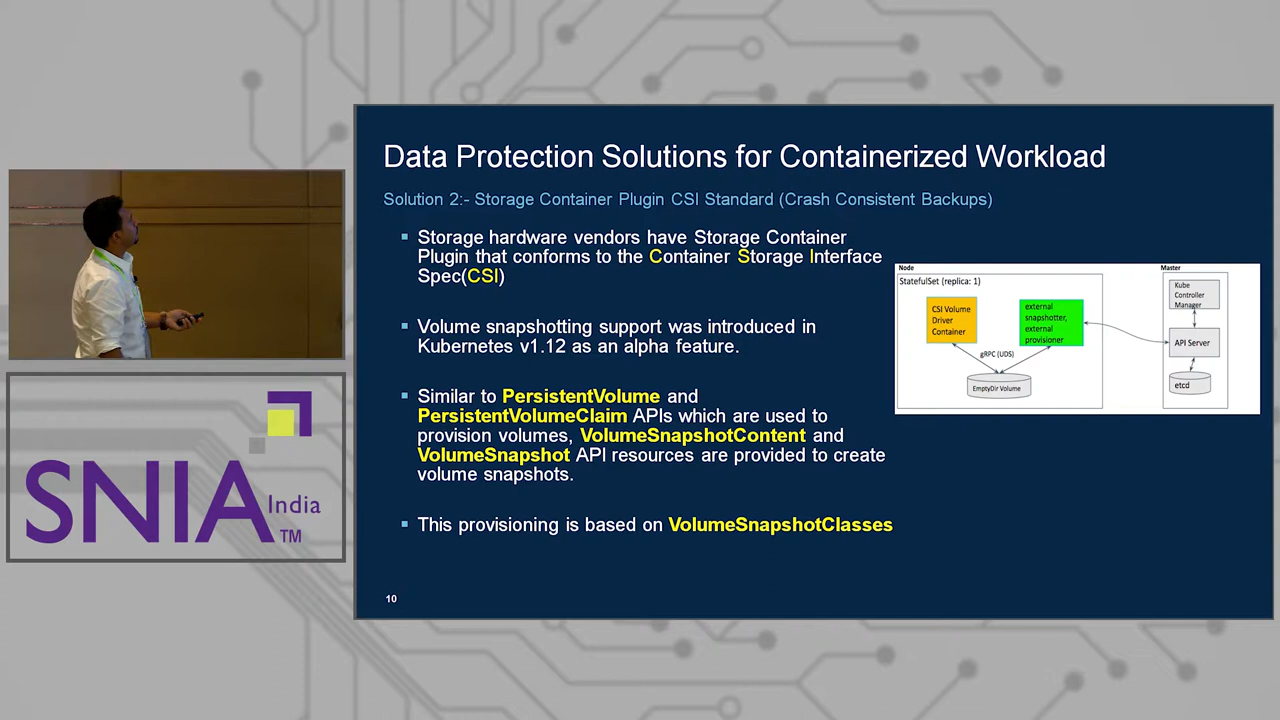 Data Protection Solutions for Containerized Workload
Solution 2:- Storage Container Plugin CSI Standard (Crash Consistent Backups)
▪ Storage hardware vendors have Storage Container
Plugin that conforms to the Container Storage Interface
Spec(CSI)
▪ Volume snapshotting support was introduced in
Kubernetes v1.12 as an alpha feature.
▪ Similar to PersistentVolume and
PersistentVolumeClaim APIs which are used to
provision volumes, VolumeSnapshotContent and
VolumeSnapshot API resources are provided to create
volume snapshots.
▪ This provisioning is based on VolumeSnapshotClasses
Node
StatefulSet (replica: 1)
CSI Volume
Driver
Container
external
snapshotter,
external
provisioner
gRPC (UDS)
EmptyDir Volume
Master
Kube
Controller
Manager
API Server
etcd
10
SNIA
India
TM